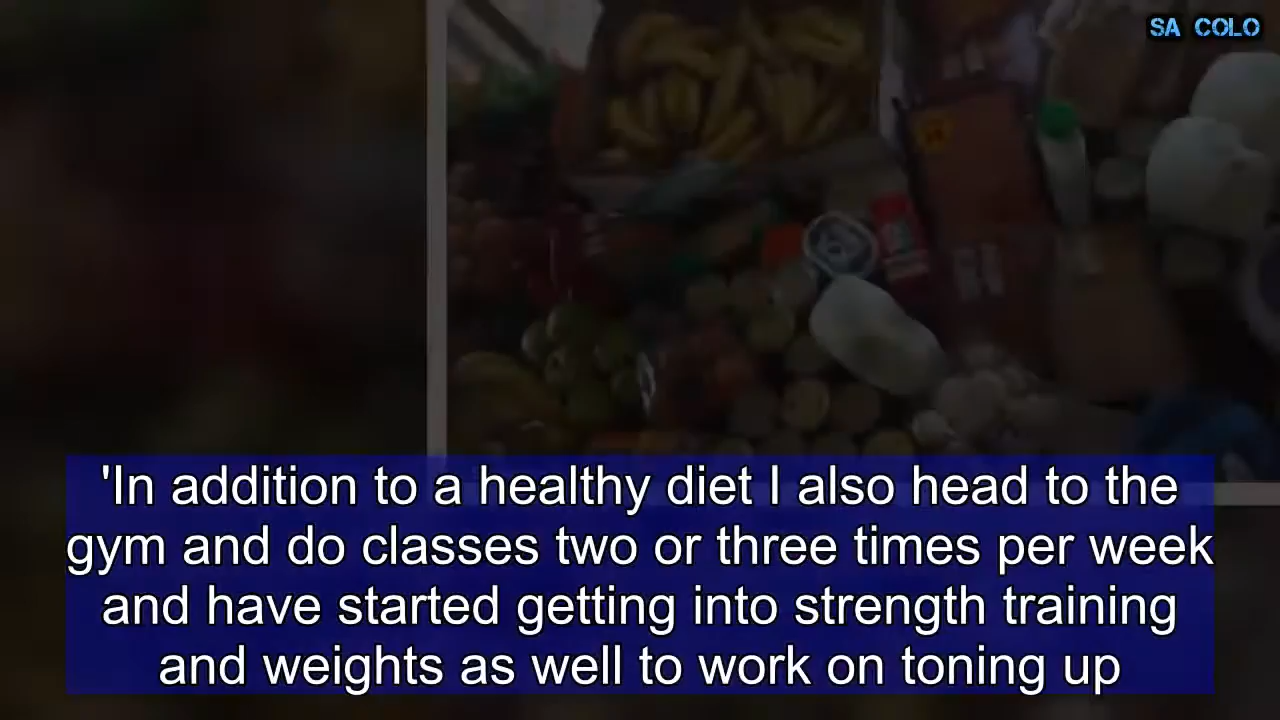 SA COLO
'In addition to a healthy diet I also head to the
gym and do classes two or three times per week
and have started getting into strength training
and weights as well to work on toning up